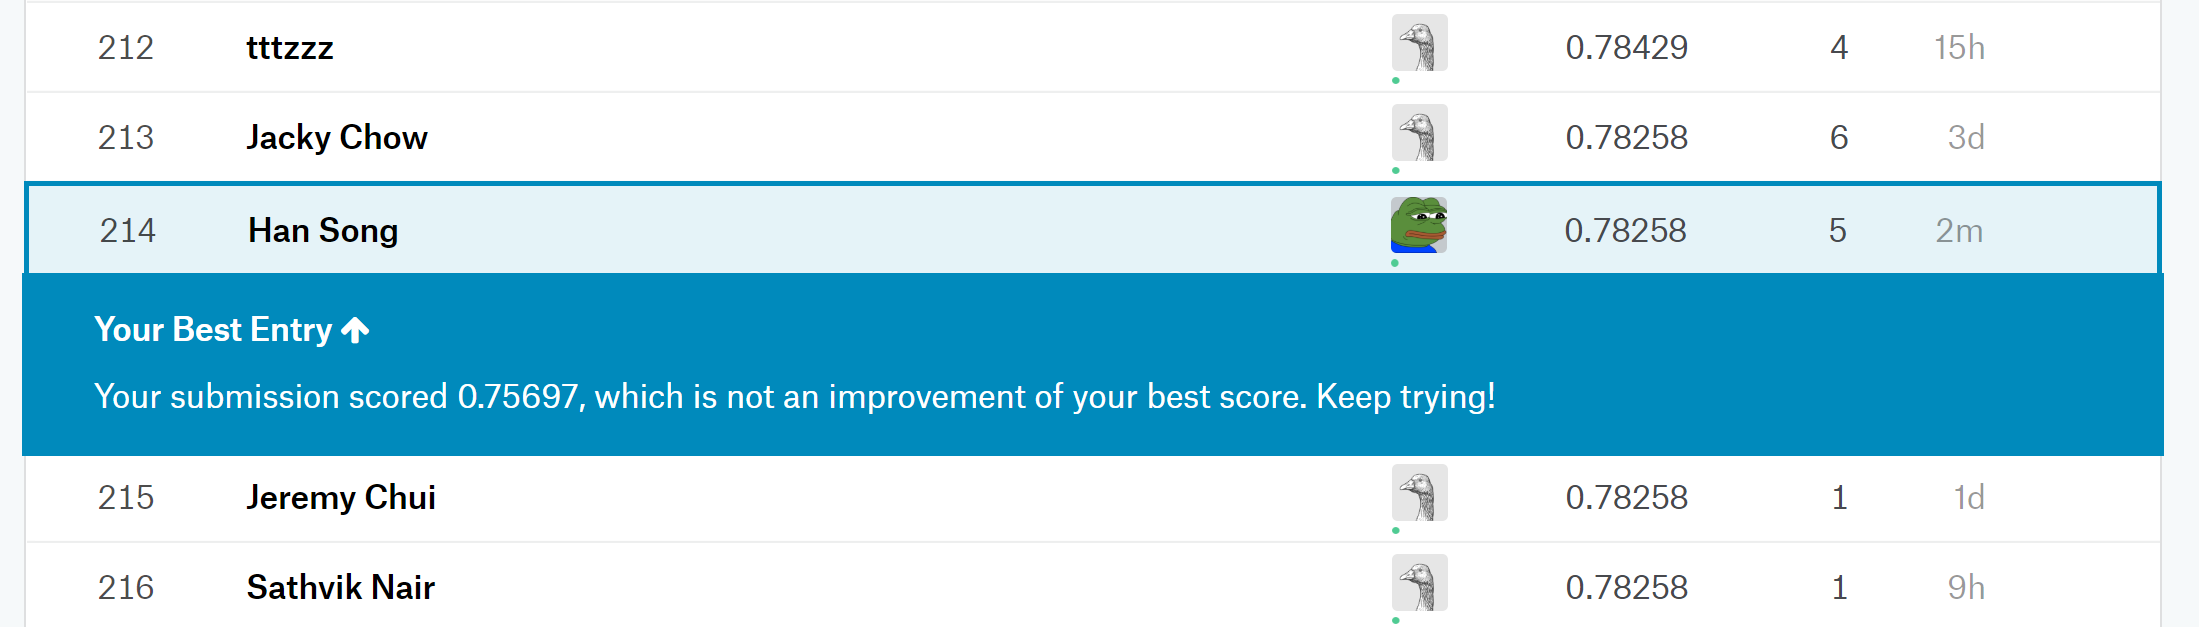 212 tttzzz 0.78429 4 15h
213 Jacky Chow 0.78258 6 3d
214 Han Song 0.78258 5 2m
Your Best Entry
Your submission scored 0.75697, which is not an improvement of your best score. Keep trying!
215 Jeremy Chui 0.78258 1 1d
216 Sathvik Nair 0.78258 1 9h